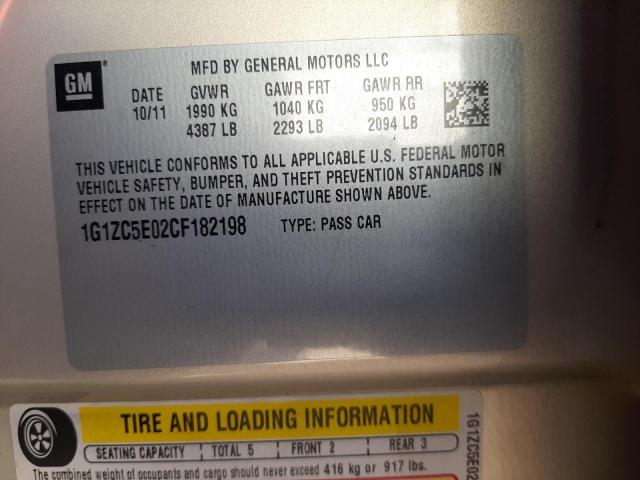 GM
MFD BY GENERAL MOTORS LLC
DATE GVWR GAWR FRT GAWR RR
10/11 1990 KG 1040 KG 950 KG
4387 LB 2293 LB 2094 LB
THIS VEHICLE CONFORMS TO ALL APPLICABLE U.S. FEDERAL MOTOR
VEHICLE SAFETY, BUMPER, AND THEFT PREVENTION STANDARDS IN
EFFECT ON THE DATE OF MANUFACTURE SHOWN ABOVE.
1G1ZC5E02CF182198 TYPE: PASS CAR
TIRE AND LOADING INFORMATION
SEATING CAPACITY TOTAL 5 FRONT 2 REAR 3
The combined weight of occupants and cargo should never exceed 416 kg or 917 lbs.
1G1ZC5E02